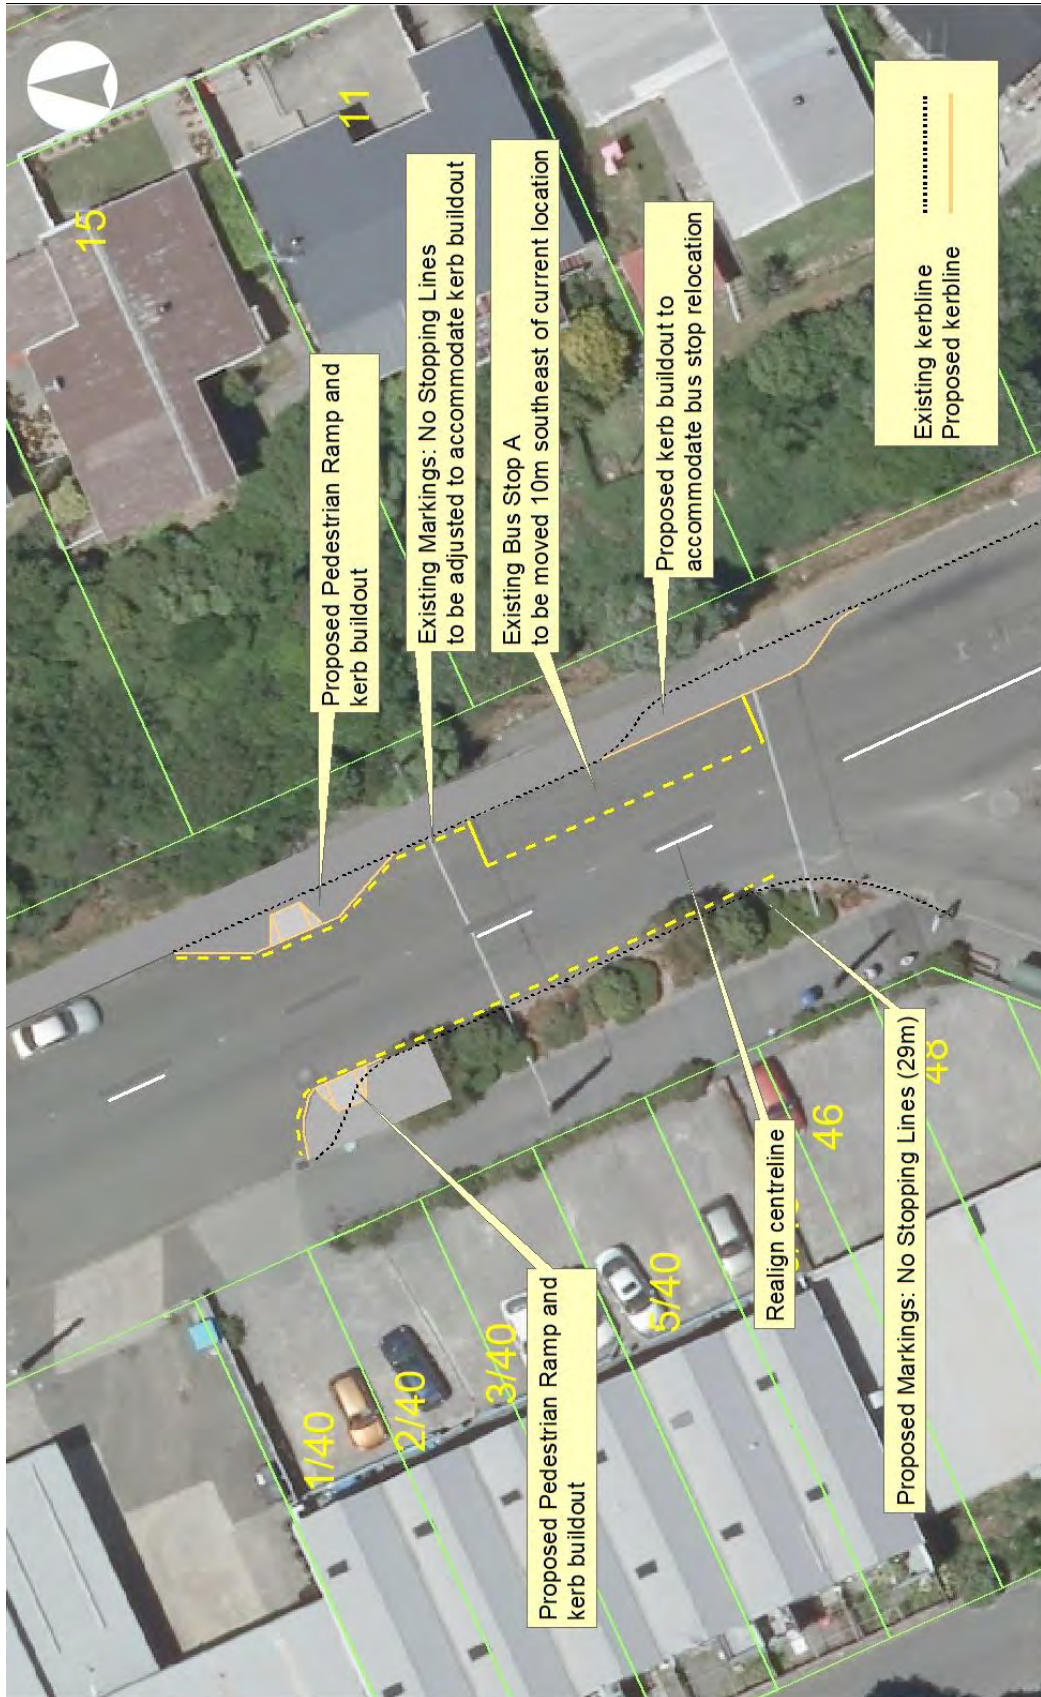 15
11
Proposed Pedestrian Ramp and
kerb buildout
Existing Markings: No Stopping Lines
to be adjusted to accommodate kerb buildout
Existing Bus Stop A
to be moved 10m southeast of current location
Proposed kerb buildout to
accommodate bus stop relocation
Existing kerbline
Proposed kerbline
1/40
2/40
3/40
5/40
46
48
Proposed Pedestrian Ramp and
kerb buildout
Realign centreline
Proposed Markings: No Stopping Lines (29m)